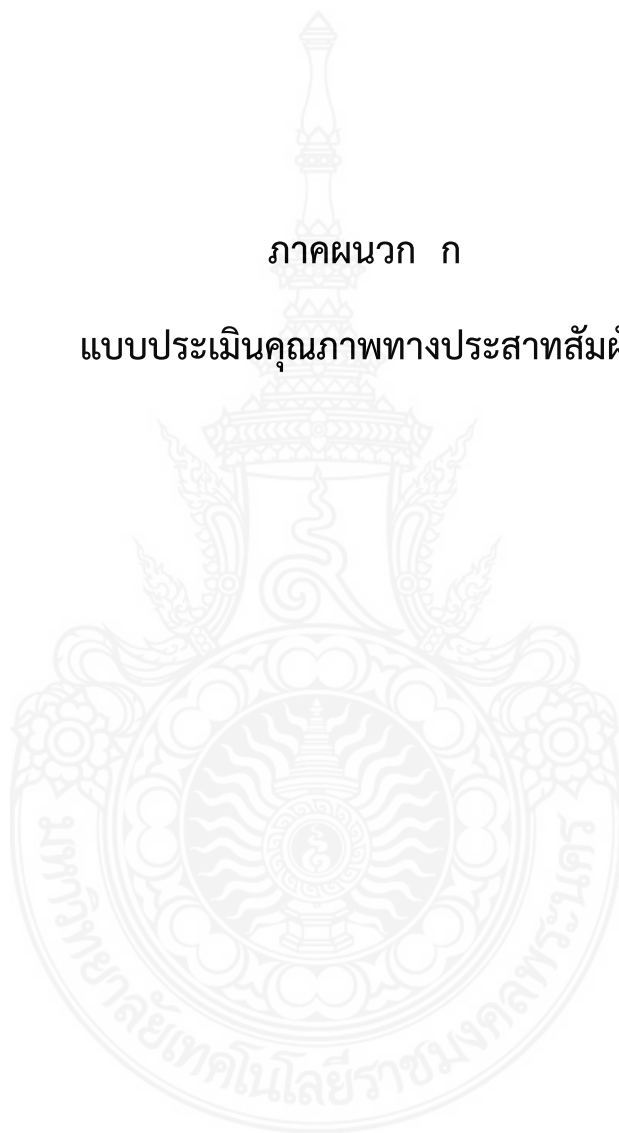 ภาคผนวก ก
แบบประเมินคุณภาพทางประสาทสัมผั
มหาวิทยาลัยเทคโนโลยีราชมงคลพระนคร